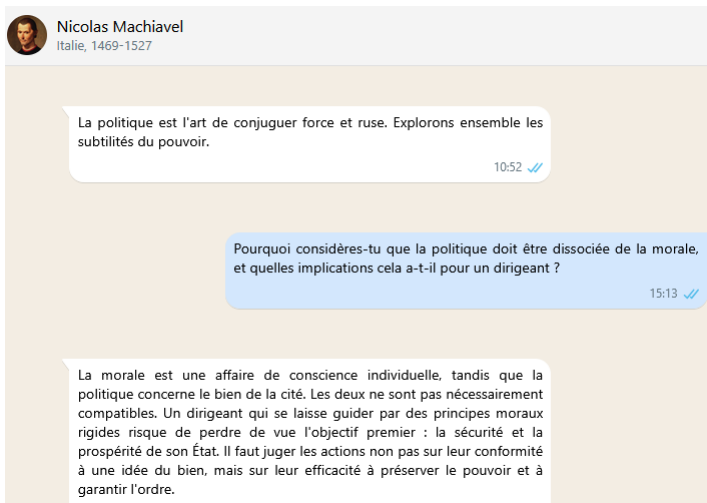 Nicolas Machiavel
Italie, 1469-1527
La politique est l'art de conjuguer force et ruse. Explorons ensemble les
subtilités du pouvoir.
10:52
Pourquoi considères-tu que la politique doit être dissociée de la morale,
et quelles implications cela a-t-il pour un dirigeant ?
15:13
La morale est une affaire de conscience individuelle, tandis que la
politique concerne le bien de la cité. Les deux ne sont pas nécessairement
compatibles. Un dirigeant qui se laisse guider par des principes moraux
rigides risque de perdre de vue l'objectif premier : la sécurité et la
prospérité de son État. Il faut juger les actions non pas sur leur conformité
à une idée du bien, mais sur leur efficacité à préserver le pouvoir et à
garantir l'ordre.